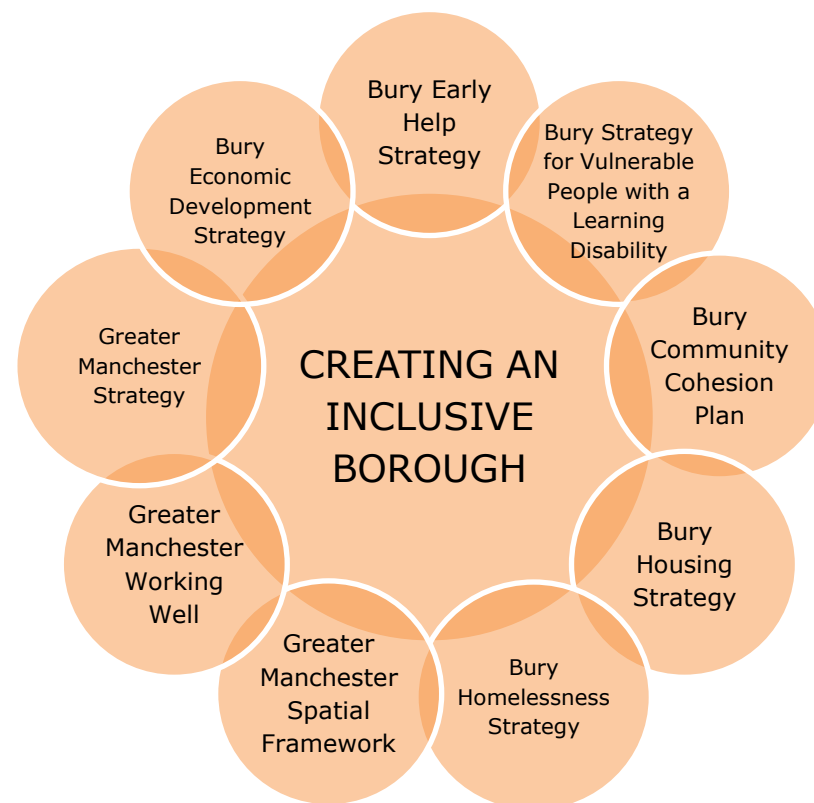 Bury Early
Help
Strategy
Bury Strategy
for Vulnerable
People with a
Learning
Disability
Bury
Community
Cohesion
Plan
Bury
Housing
Strategy
Bury
Homelessness
Strategy
Greater
Manchester
Spatial
Framework
Greater
Manchester
Working
Well
Greater
Manchester
Strategy
Bury
Economic
Development
Strategy
CREATING AN
INCLUSIVE
BOROUGH